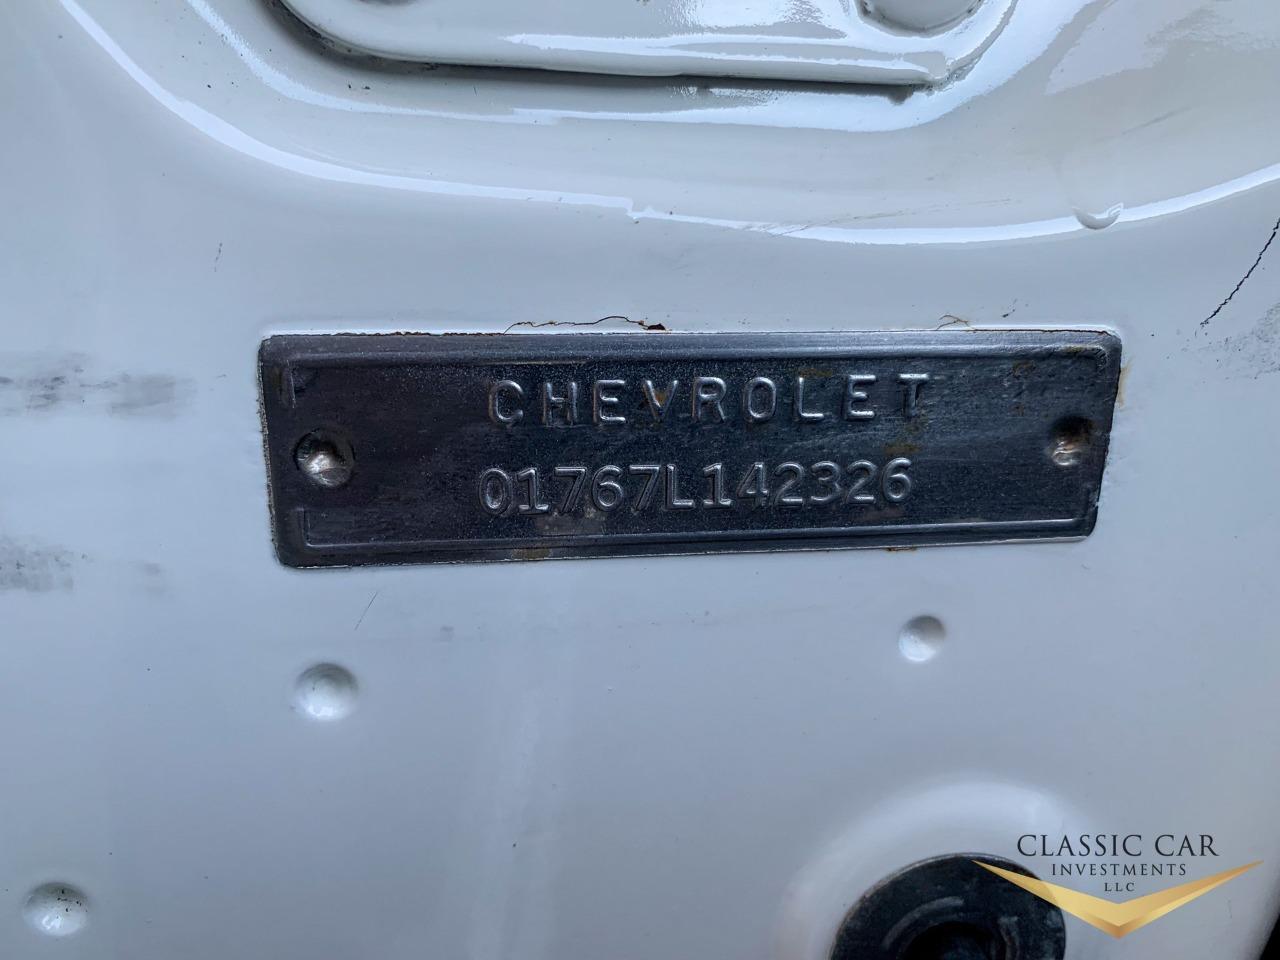 CHEVROLET
01767L142326
CLASSIC CAR
INVESTMENTS
LLC